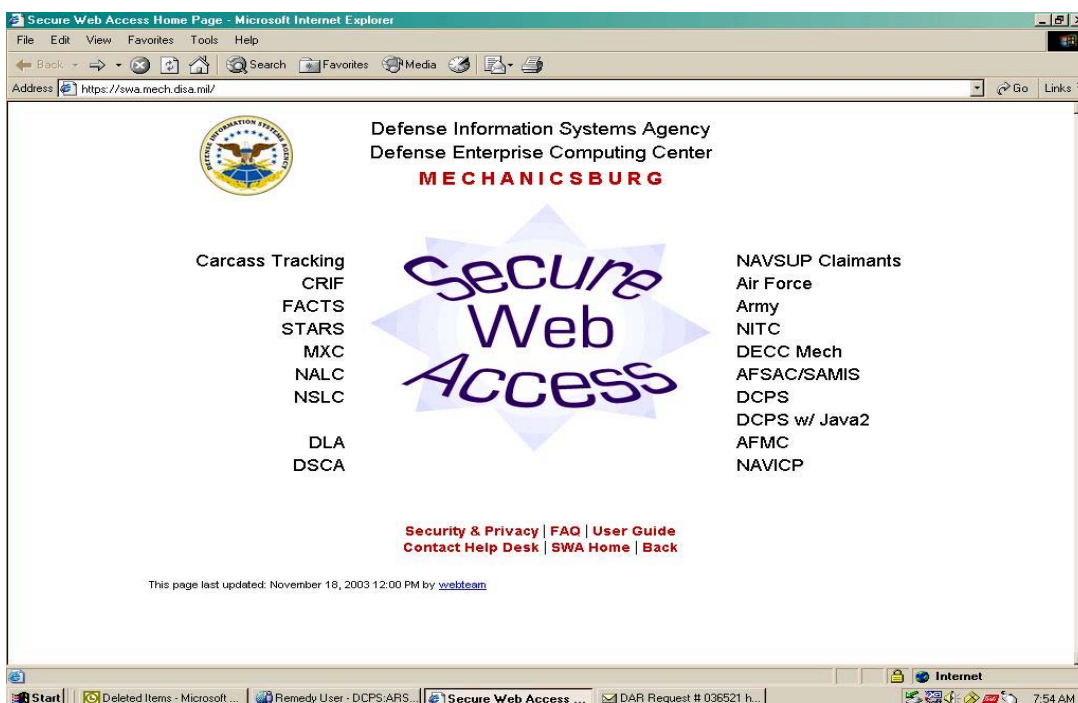 Secure Web Access Home Page - Microsoft Internet Explorer
File Edit View Favorites Tools Help
Back Search Favorites Media
Address https://swa.mech.disa.mil/ Go Links
DEFENSE INFORMATION SYSTEMS AGENCY
Defense Information Systems Agency
Defense Enterprise Computing Center
MECHANICSBURG
Carcass Tracking
CRIF
FACTS
STARS
MXC
NALC
NSLC
DLA
DSCA
Secure
Web
Access
NAVSUP Claimants
Air Force
Army
NITC
DECC Mech
AFSAC/SAMIS
DCPS
DCPS w/ Java2
AFMC
NAVICP
Security & Privacy | FAQ | User Guide
Contact Help Desk | SWA Home | Back
This page last updated: November 18, 2003 12:00 PM by webteam
Internet
Start Deleted Items - Microsoft ... Remedy User - DCPS:ARS... Secure Web Access ... DAR Request # 036521 h... 7:54 AM